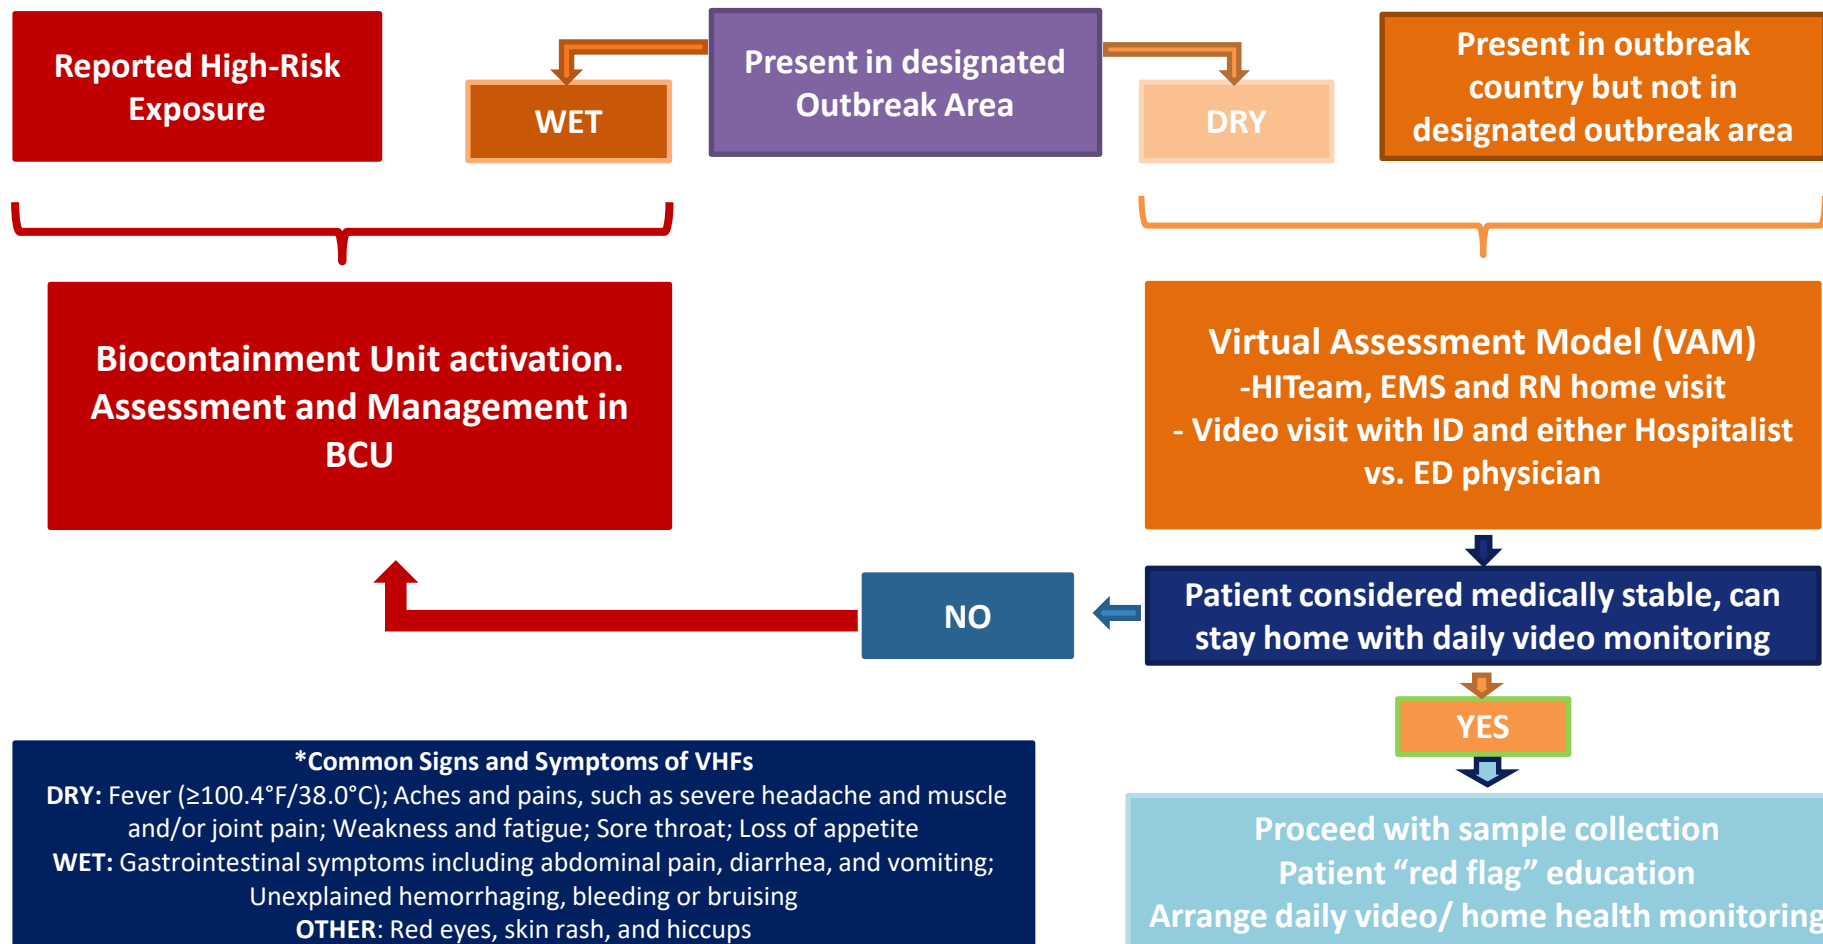 Reported High-Risk
Exposure
WET
Present in designated
Outbreak Area
DRY
Present in outbreak
country but not in
designated outbreak area
Biocontainment Unit activation.
Assessment and Management in
BCU
Virtual Assessment Model (VAM)
-HITeam, EMS and RN home visit
- Video visit with ID and either Hospitalist
vs. ED physician
Patient considered medically stable, can
stay home with daily video monitoring
NO
YES
*Common Signs and Symptoms of VHFs
DRY: Fever (≥100.4°F/38.0°C); Aches and pains, such as severe headache and muscle
and/or joint pain; Weakness and fatigue; Sore throat; Loss of appetite
WET: Gastrointestinal symptoms including abdominal pain, diarrhea, and vomiting;
Unexplained hemorrhaging, bleeding or bruising
OTHER: Red eyes, skin rash, and hiccups
Proceed with sample collection
Patient “red flag” education
Arrange daily video/ home health monitoring